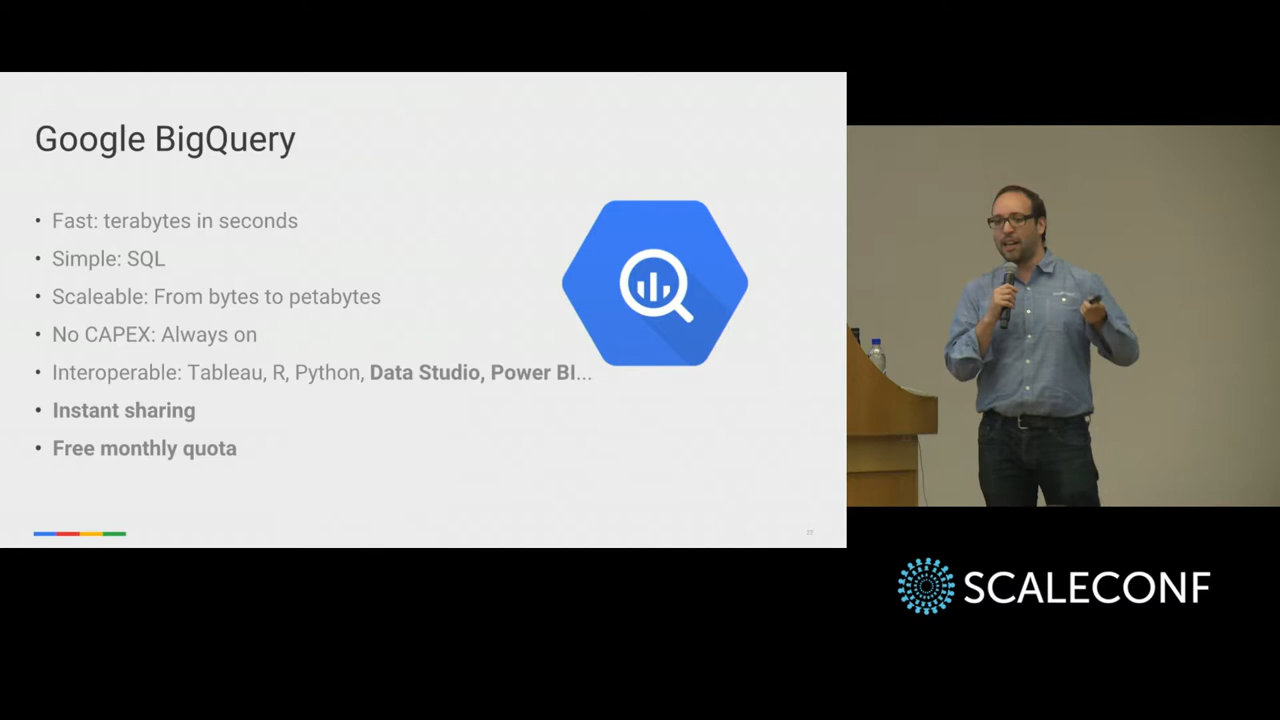 Google BigQuery
• Fast: terabytes in seconds
• Simple: SQL
• Scaleable: From bytes to petabytes
• No CAPEX: Always on
• Interoperable: Tableau, R, Python, Data Studio, Power BI...
• Instant sharing
• Free monthly quota
SCALECONF